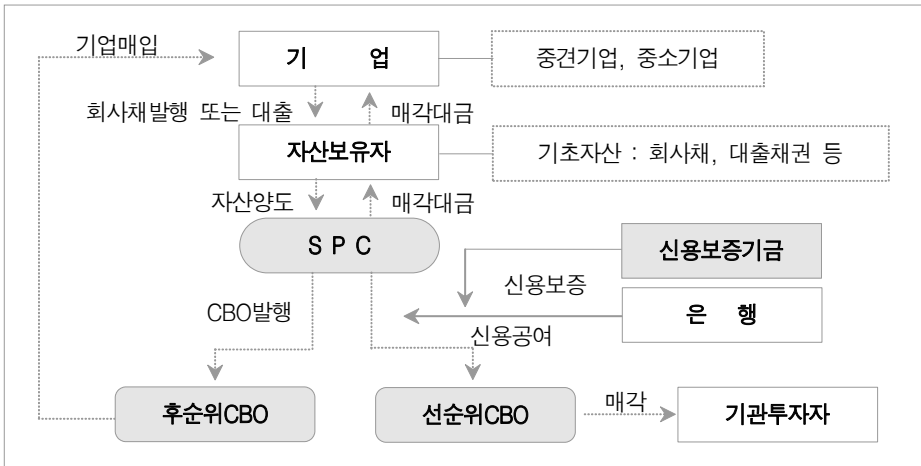 기업매입
기 업
중견기업, 중소기업
회사채발행 또는 대출
매각대금
자산보유자
기초자산 : 회사채, 대출채권 등
자산양도
매각대금
S P C
신용보증기금
신용보증
은 행
CBO발행
신용공여
후순위CBO
선순위CBO
매각
기관투자자